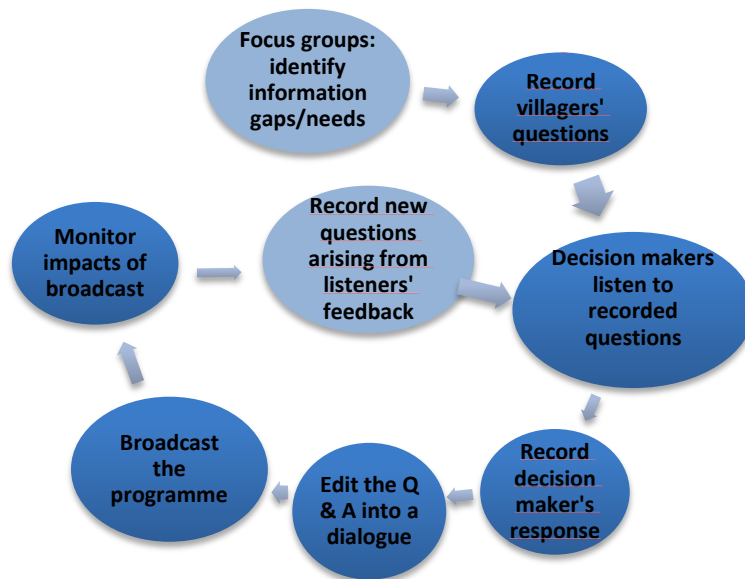 Focus groups:
identify
information
gaps/needs
Record
villagers'
questions
Decision makers
listen to
recorded
questions
Record
decision
maker's
response
Edit the Q
& A into a
dialogue
Broadcast
the
programme
Monitor
impacts of
broadcast
Record new
questions
arising from
listeners'
feedback